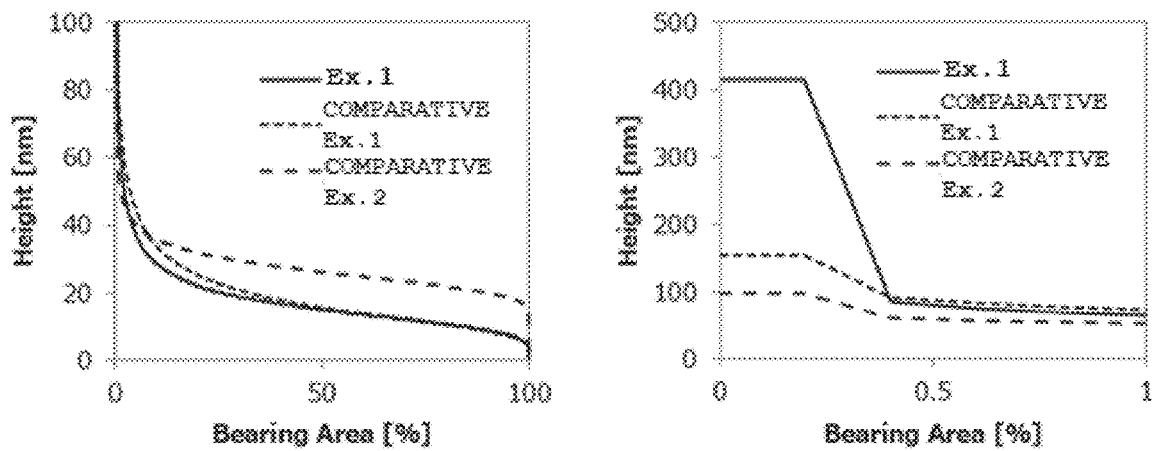 100
80
60
40
20
0
Height [nm]
Ex.1
COMPARATIVE
Ex.1
COMPARATIVE
Ex.2
0
50
100
Bearing Area [%]
500
400
300
200
100
0
Height [nm]
Ex.1
COMPARATIVE
Ex.1
COMPARATIVE
Ex.2
0
0.5
1
Bearing Area [%]